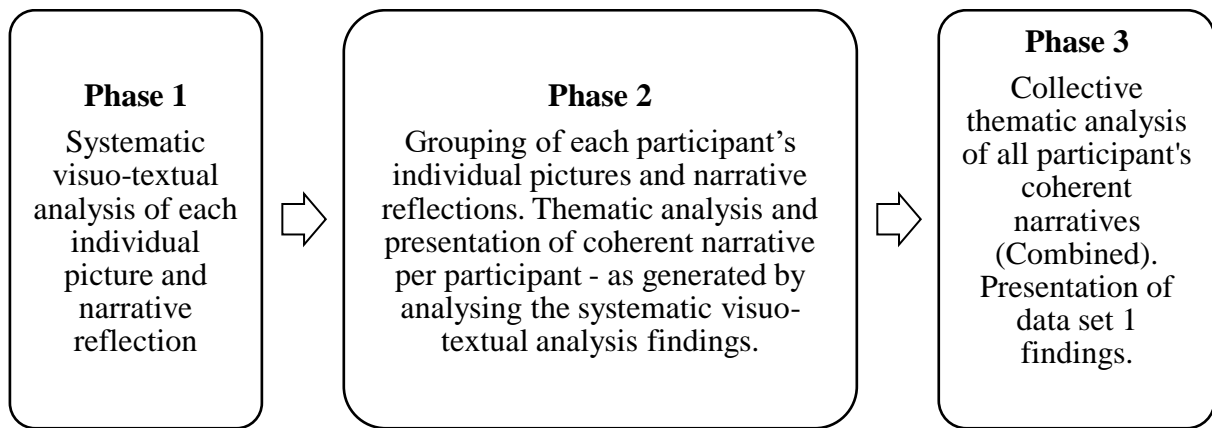 Phase 1
Systematic
visuo-textual
analysis of each
individual
picture and
narrative
reflection
Phase 2
Grouping of each participant’s
individual pictures and narrative
reflections. Thematic analysis and
presentation of coherent narrative
per participant - as generated by
analysing the systematic visuo-
textual analysis findings.
Phase 3
Collective
thematic analysis
of all participant's
coherent
narratives
(Combined).
Presentation of
data set 1
findings.